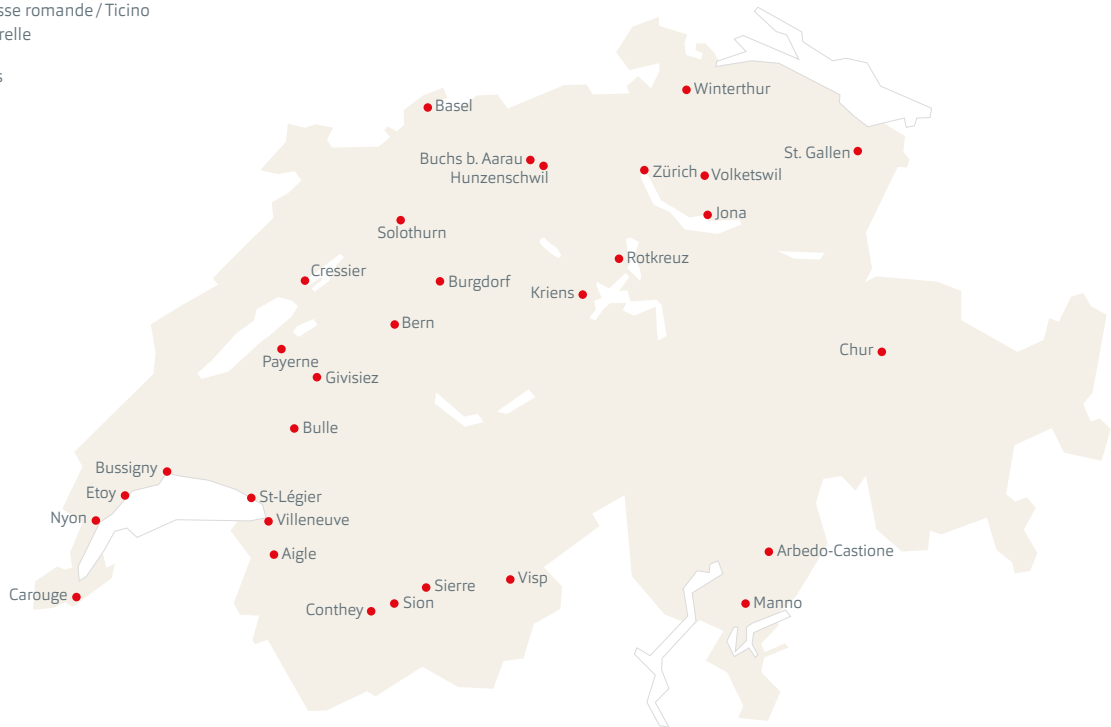 sse romande / Ticino
relle
s
Winterthur
Basel
St. Gallen
Buchs b. Aarau
Hunzenschwil
Zürich
Volketswil
Jona
Solothurn
Rotkreuz
Cressier
Burgdorf
Kriens
Bern
Chur
Payerne
Givisiez
Bulle
Bussigny
Etoy
St-Légier
Nyon
Villeneuve
Aigle
Arbedo-Castione
Visp
Sierre
Carouge
Sion
Manno
Conthey